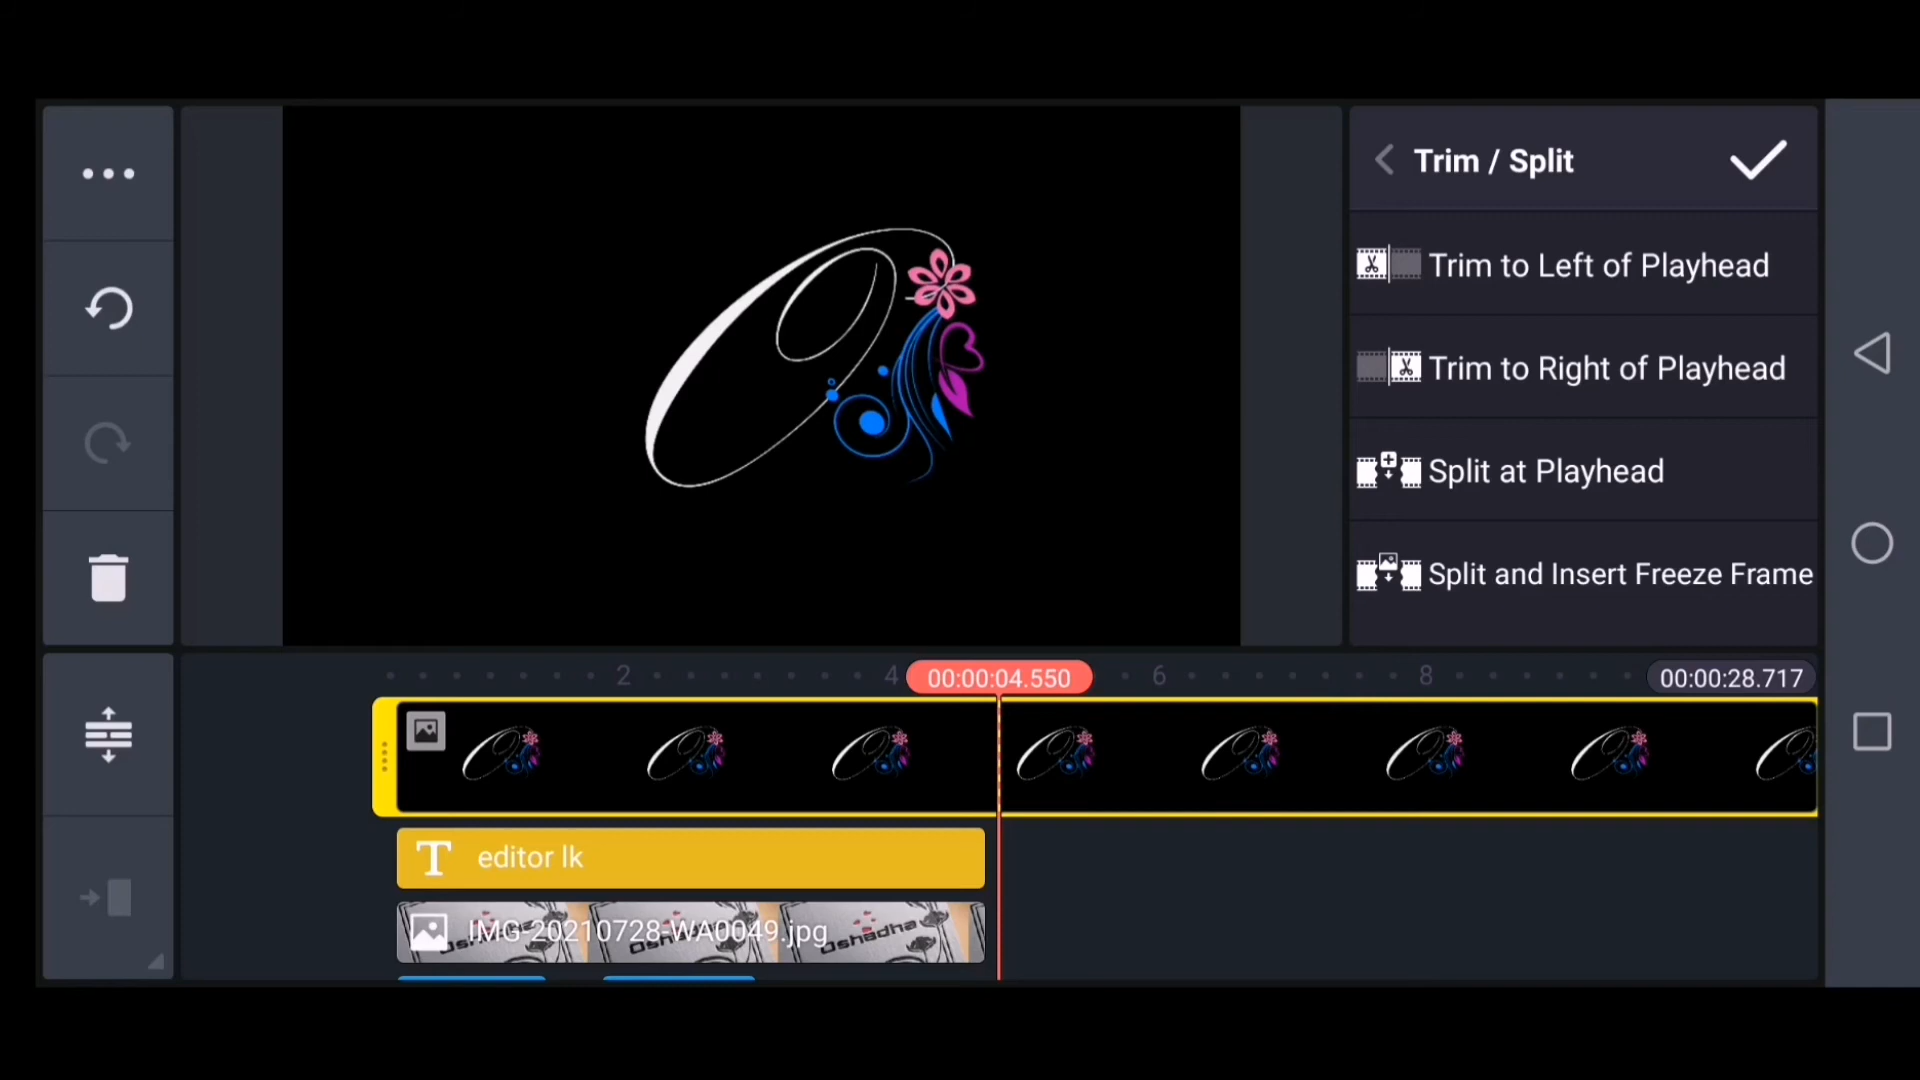 Trim / Split
Trim to Left of Playhead
Trim to Right of Playhead
Split at Playhead
Split and Insert Freeze Frame
2
4
00:00:04.550
6
8
00:00:28.717
T editor lk
IMG-20210728-WA0049.jpg
Oshadha